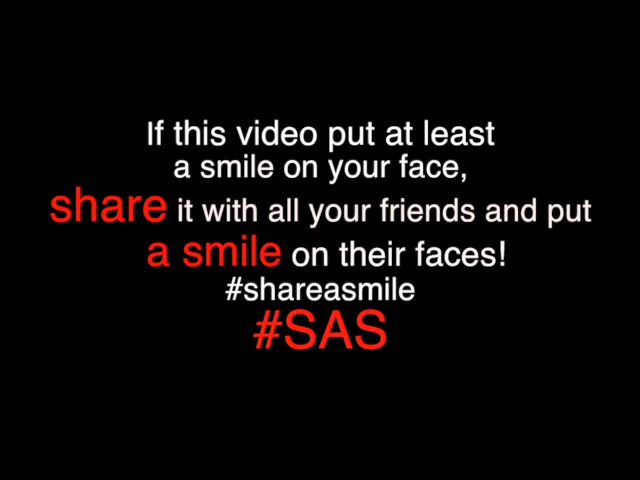 If this video put at least
a smile on your face,
share it with all your friends and put
a smile on their faces!
#shareasmile
#SAS